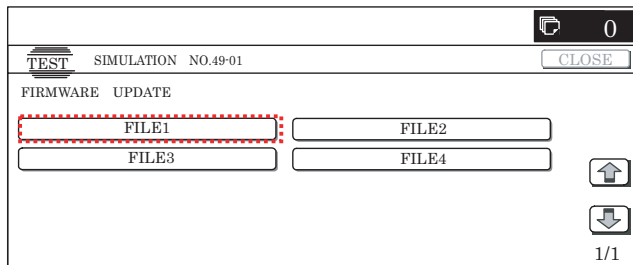 0
TEST SIMULATION NO.49-01 CLOSE
FIRMWARE UPDATE
FILE1 FILE2
FILE3 FILE4
1/1